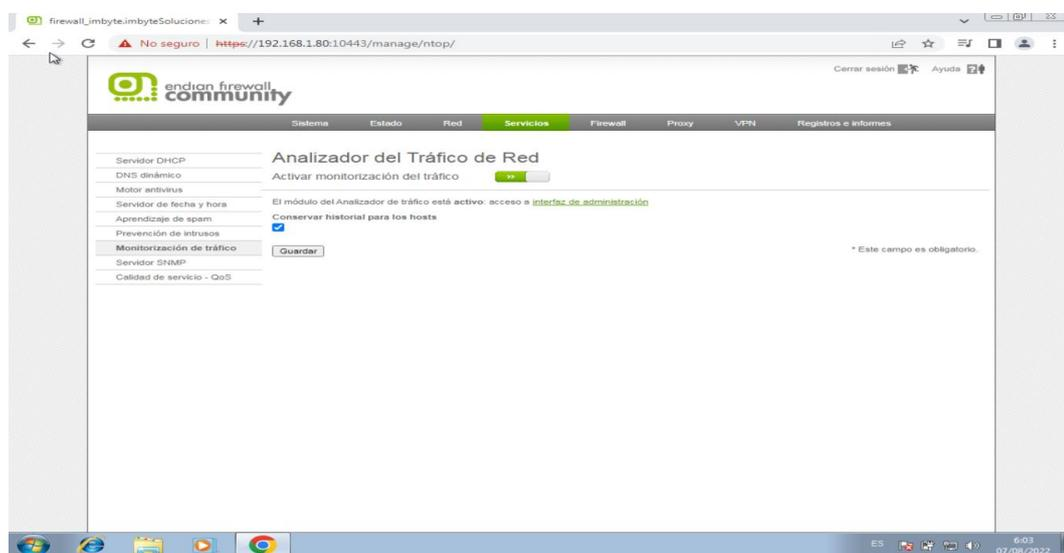 firewall_imbyte.imbyteSolucione
No seguro | https://192.168.1.80:10443/manage/ntop/
Cerrar sesión Ayuda
endian firewall
community
Sistema Estado Red Servicios Firewall Proxy VPN Registros e informes
Analizador del Tráfico de Red
Activar monitorización del tráfico
El módulo del Analizador de tráfico está activo: acceso a interfaz de administración
Conservar historial para los hosts
Guardar
* Este campo es obligatorio.
Servidor DHCP
DNS dinámico
Motor antivirus
Servidor de fecha y hora
Aprendizaje de spam
Prevención de intrusos
Monitorización de tráfico
Servidor SNMP
Calidad de servicio - QoS
ES
6:03
07/08/2022